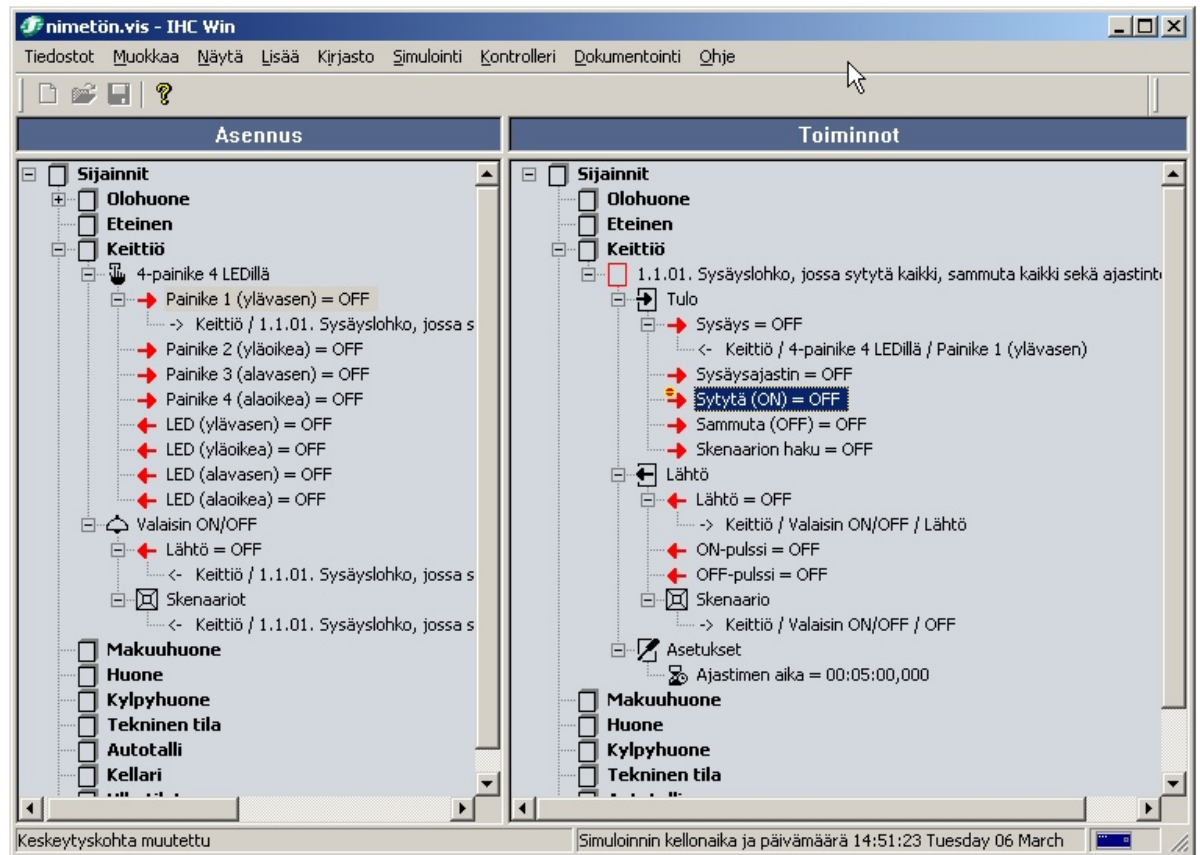 nimetön.vis - IHC Win
Tiedostot Muokkaa Näytä Lisää Kirjasto Simulointi Kontrolleri Dokumentointi Ohje
Asennus
Sijainnit
Olohuone
Eteinen
Keittiö
4-painike 4 LEDillä
Painike 1 (ylävasen) = OFF
-> Keittiö / 1.1.01. Sysäyslohko, jossa s
Painike 2 (yläoikea) = OFF
Painike 3 (alavasen) = OFF
Painike 4 (alaoikea) = OFF
LED (ylävasen) = OFF
LED (yläoikea) = OFF
LED (alavasen) = OFF
LED (alaoikea) = OFF
Valaisin ON/OFF
Lähtö = OFF
<- Keittiö / 1.1.01. Sysäyslohko, jossa s
Skenaariot
<- Keittiö / 1.1.01. Sysäyslohko, jossa s
Makuuhuone
Huone
Kylpyhuone
Tekninen tila
Autotalli
Kellari
Toiminnot
Sijainnit
Olohuone
Eteinen
Keittiö
1.1.01. Sysäyslohko, jossa sytytä kaikki, sammuta kaikki sekä ajastinto
Tulo
Sysäys = OFF
<- Keittiö / 4-painike 4 LEDillä / Painike 1 (ylävasen)
Sysäysajastin = OFF
Sytytä (ON) = OFF
Sammuta (OFF) = OFF
Skenaarion haku = OFF
Lähtö
Lähtö = OFF
-> Keittiö / Valaisin ON/OFF / Lähtö
ON-pulssi = OFF
OFF-pulssi = OFF
Skenaario
-> Keittiö / Valaisin ON/OFF / OFF
Asetukset
Ajastimen aika = 00:05:00,000
Makuuhuone
Huone
Kylpyhuone
Tekninen tila
Keskeytyskohta muutettu
Simuloinnin kellonaika ja päivämäärä 14:51:23 Tuesday 06 March